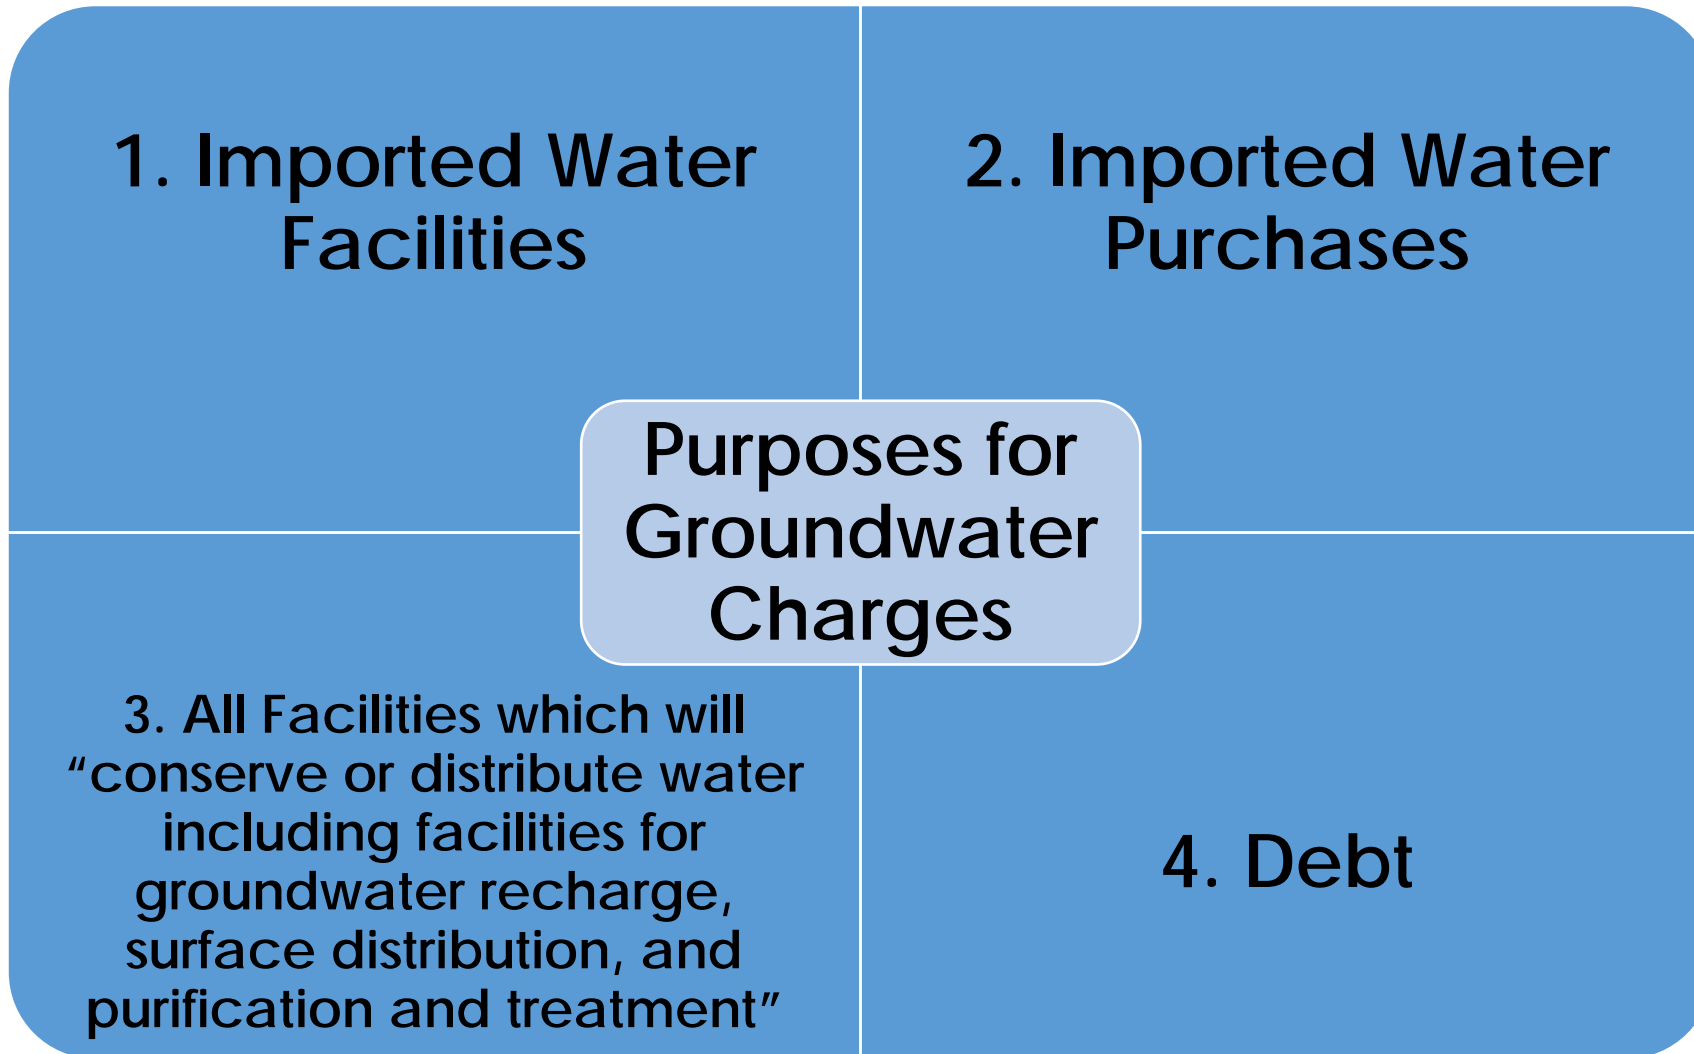 1. Imported Water
Facilities
2. Imported Water
Purchases
Purposes for
Groundwater
Charges
3. All Facilities which will
“conserve or distribute water
including facilities for
groundwater recharge,
surface distribution, and
purification and treatment”
4. Debt